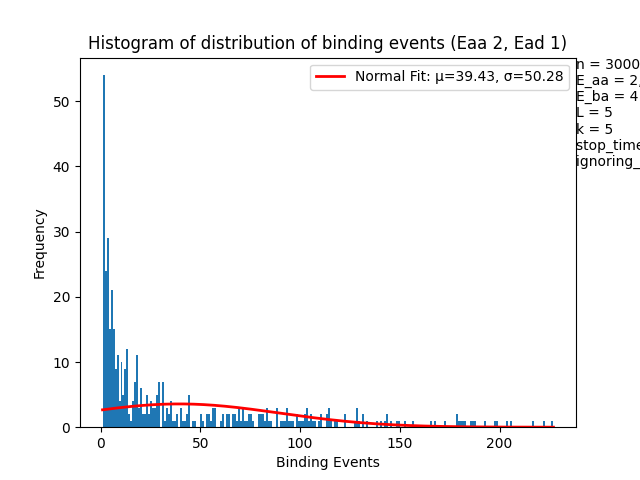 Histogram of distribution of binding events (Eaa 2, Ead 1)
Normal Fit: μ=39.43, σ=50.28
n = 3000
E_aa = 2,
E_ba = 4
L = 5
k = 5
stop_time
ignoring_
Frequency
50
40
30
20
10
0
0 50 100 150 200
Binding Events